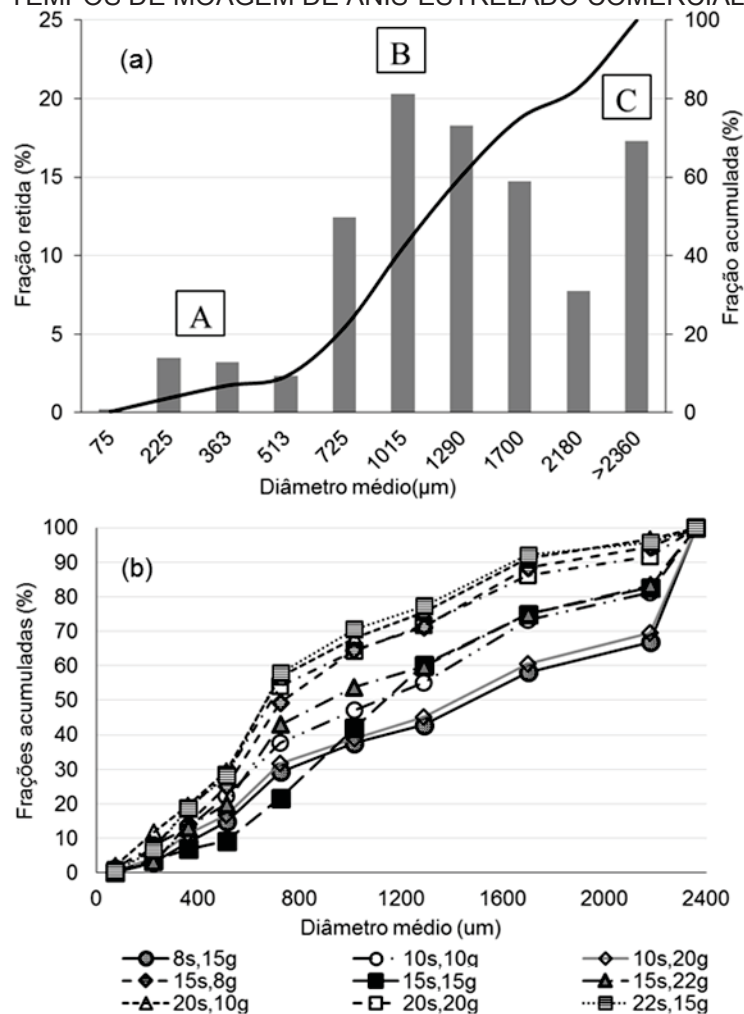 TEMPOS DE MOAGEM DE ANIS ESTRELADO COMERCIAL
(a)
A
B
C
Fração retida (%)
25
20
15
10
5
0
Fração acumulada (%)
100
80
60
40
20
0
75 225 363 513 725 1015 1290 1700 2180 >2360
Diâmetro médio(µm)
(b)
Frações acumuladas (%)
100
90
80
70
60
50
40
30
20
10
0
0 400 800 1200 1600 2000 2400
Diâmetro médio (um)
8s,15g 10s,10g 10s,20g
15s,8g 15s,15g 15s,22g
20s,10g 20s,20g 22s,15g